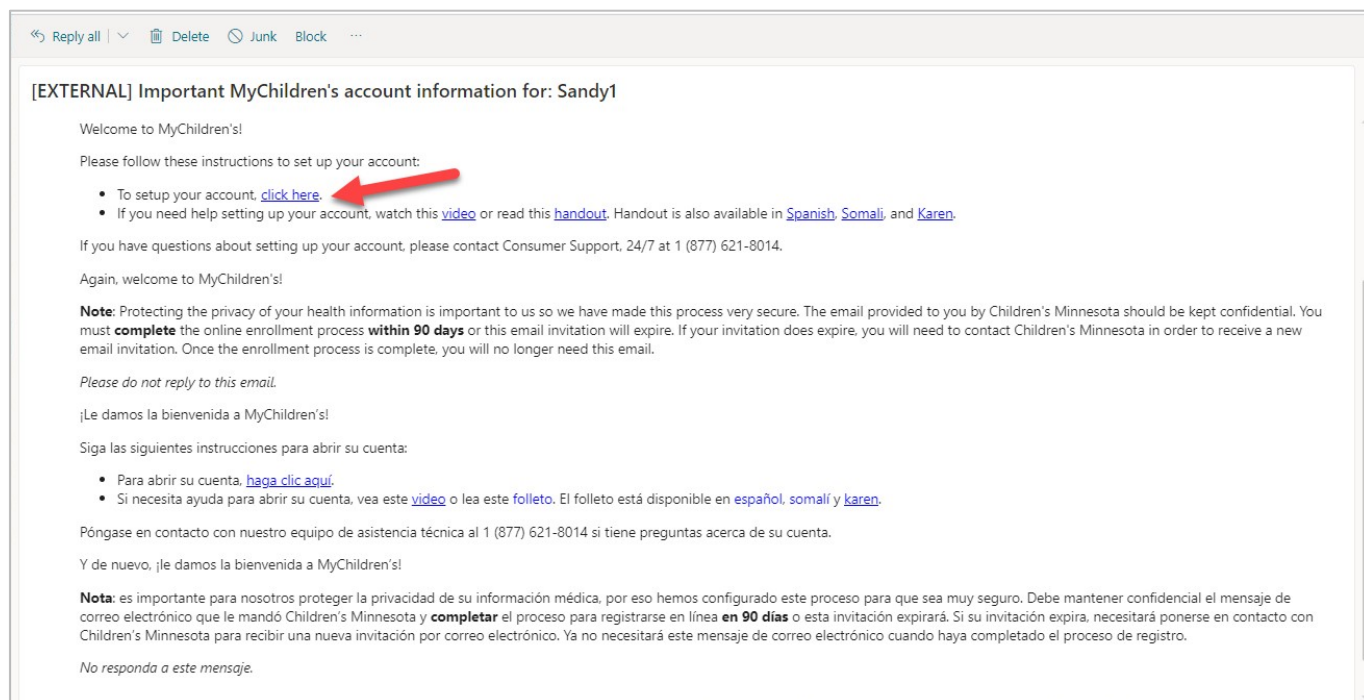 Reply all
Delete
Junk
Block
[EXTERNAL] Important MyChildren's account information for: Sandy1
Welcome to MyChildren's!
Please follow these instructions to set up your account:
• To setup your account, click here.
• If you need help setting up your account, watch this video or read this handout. Handout is also available in Spanish, Somali, and Karen.
If you have questions about setting up your account, please contact Consumer Support, 24/7 at 1 (877) 621-8014.
Again, welcome to MyChildren's!
Note: Protecting the privacy of your health information is important to us so we have made this process very secure. The email provided to you by Children's Minnesota should be kept confidential. You
must complete the online enrollment process within 90 days or this email invitation will expire. If your invitation does expire, you will need to contact Children's Minnesota in order to receive a new
email invitation. Once the enrollment process is complete, you will no longer need this email.
Please do not reply to this email.
¡Le damos la bienvenida a MyChildren's!
Siga las siguientes instrucciones para abrir su cuenta:
• Para abrir su cuenta, haga clic aquí.
• Si necesita ayuda para abrir su cuenta, vea este video o lea este folleto. El folleto está disponible en español, somalí y karen.
Póngase en contacto con nuestro equipo de asistencia técnica al 1 (877) 621-8014 si tiene preguntas acerca de su cuenta.
Y de nuevo, ¡le damos la bienvenida a MyChildren's!
Nota: es importante para nosotros proteger la privacidad de su información médica, por eso hemos configurado este proceso para que sea muy seguro. Debe mantener confidencial el mensaje de
correo electrónico que le mandó Children's Minnesota y completar el proceso para registrarse en línea en 90 días o esta invitación expirará. Si su invitación expira, necesitará ponerse en contacto con
Children's Minnesota para recibir una nueva invitación por correo electrónico. Ya no necesitará este mensaje de correo electrónico cuando haya completado el proceso de registro.
No responda a este mensaje.